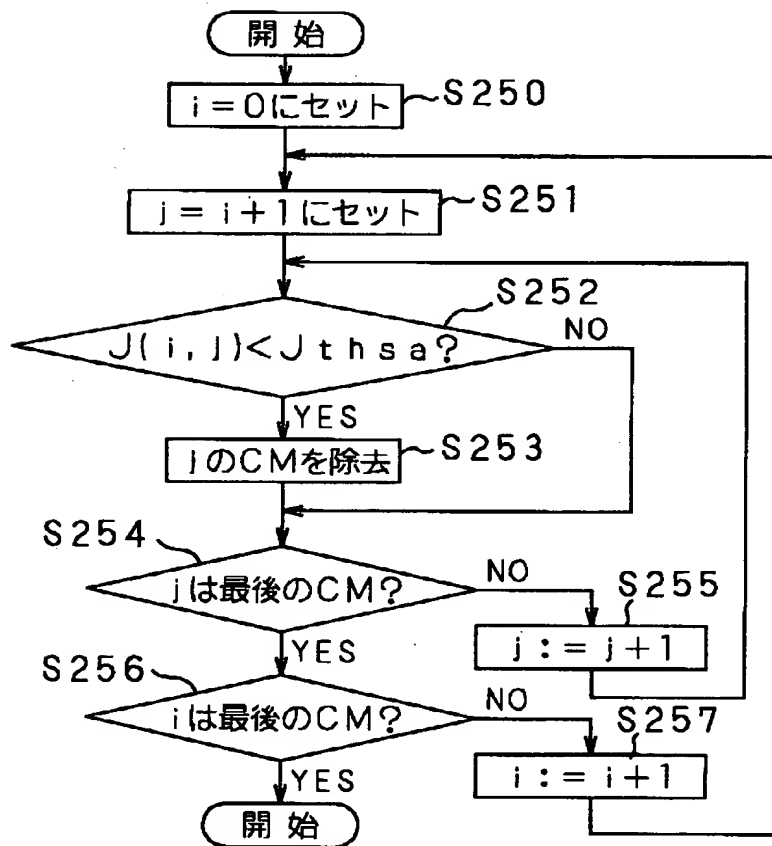 開始
i=0にセット
S250
j=i+1にセット
S251
S252
J(i,j)<Jthsa?
NO
YES
jのCMを除去
S253
S254
jは最後のCM?
NO
S255
j:=j+1
YES
S256
iは最後のCM?
NO
S257
i:=i+1
YES
開始